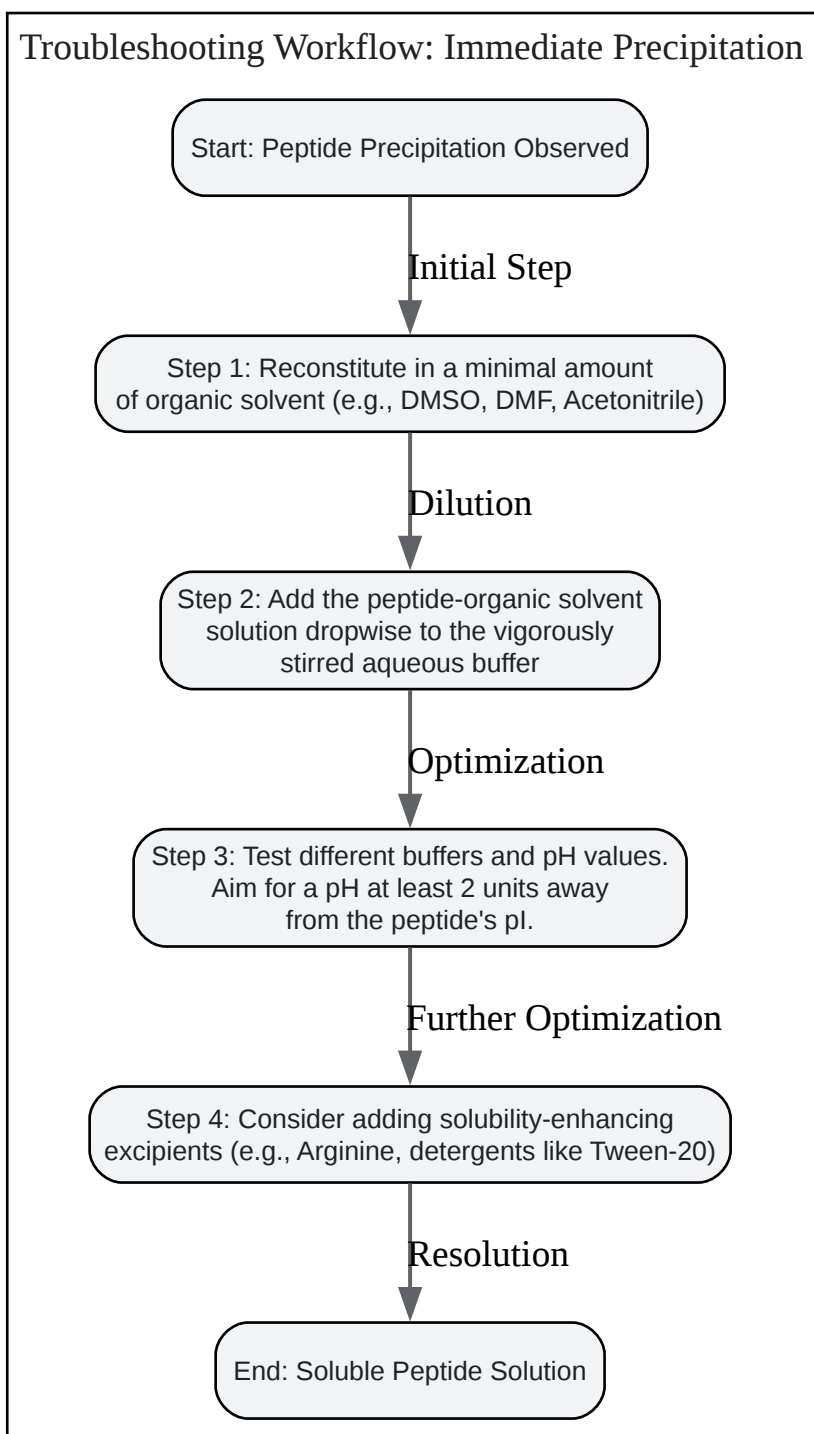 Troubleshooting Workflow: Immediate Precipitation
Start: Peptide Precipitation Observed
Initial Step
Step 1: Reconstitute in a minimal amount
of organic solvent (e.g., DMSO, DMF, Acetonitrile)
Dilution
Step 2: Add the peptide-organic solvent
solution dropwise to the vigorously
stirred aqueous buffer
Optimization
Step 3: Test different buffers and pH values.
Aim for a pH at least 2 units away
from the peptide's pI.
Further Optimization
Step 4: Consider adding solubility-enhancing
excipients (e.g., Arginine, detergents like Tween-20)
Resolution
End: Soluble Peptide Solution